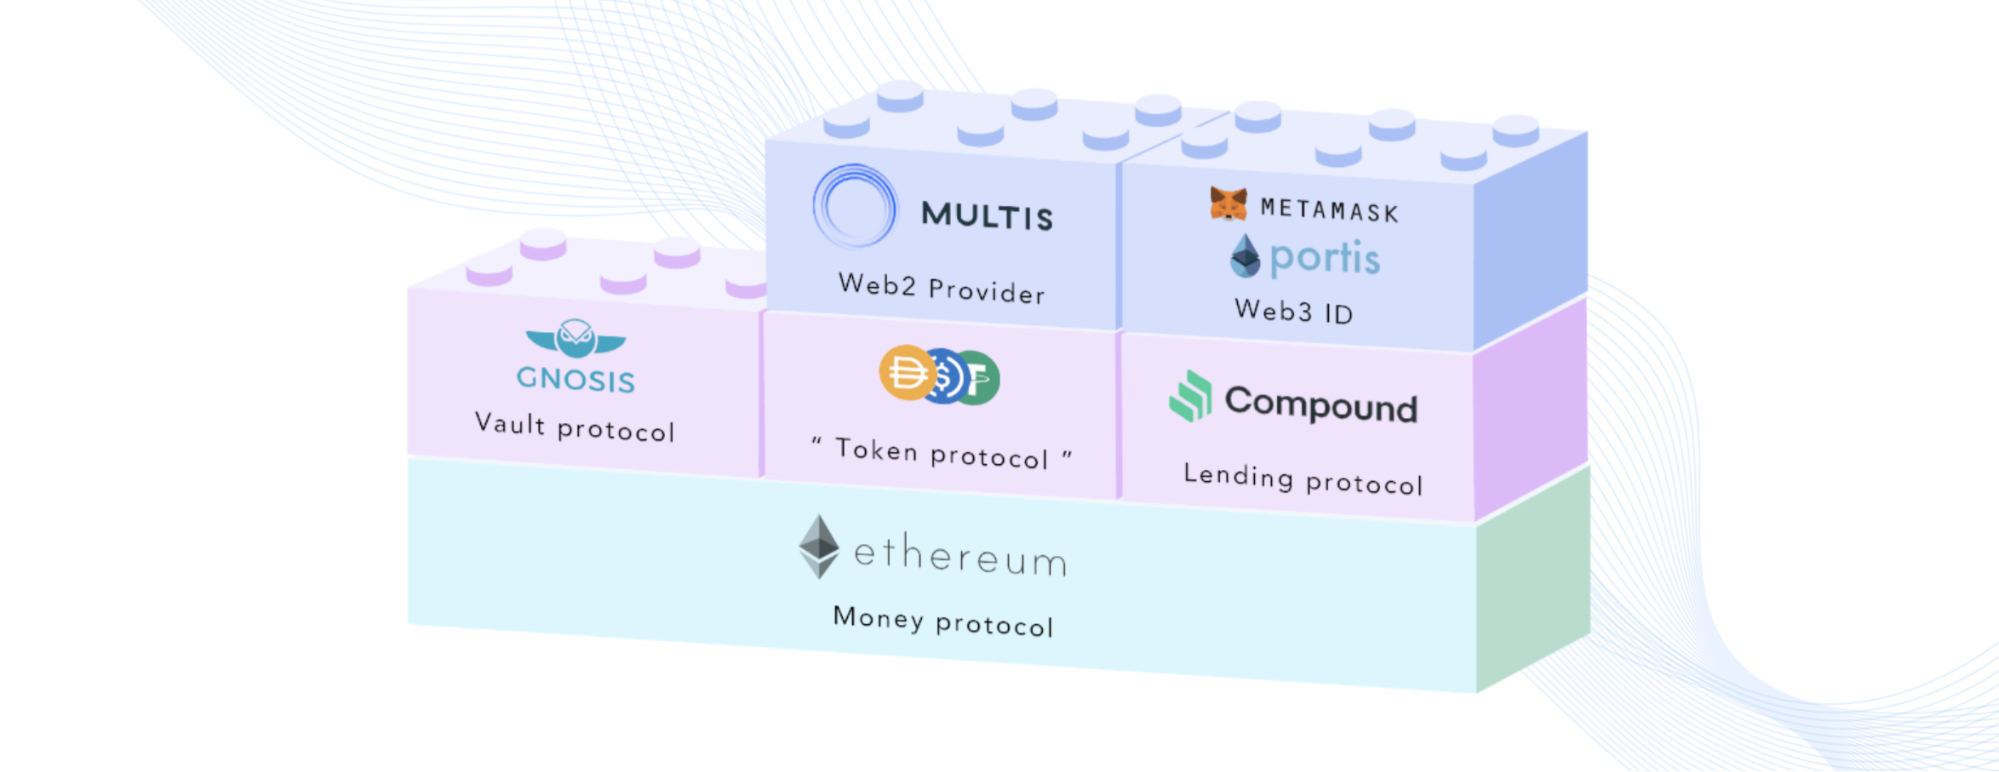 MULTIS
Web2 Provider
METAMASK
portis
Web3 ID
GNOSIS
Vault protocol
“ Token protocol ”
Compound
Lending protocol
ethereum
Money protocol